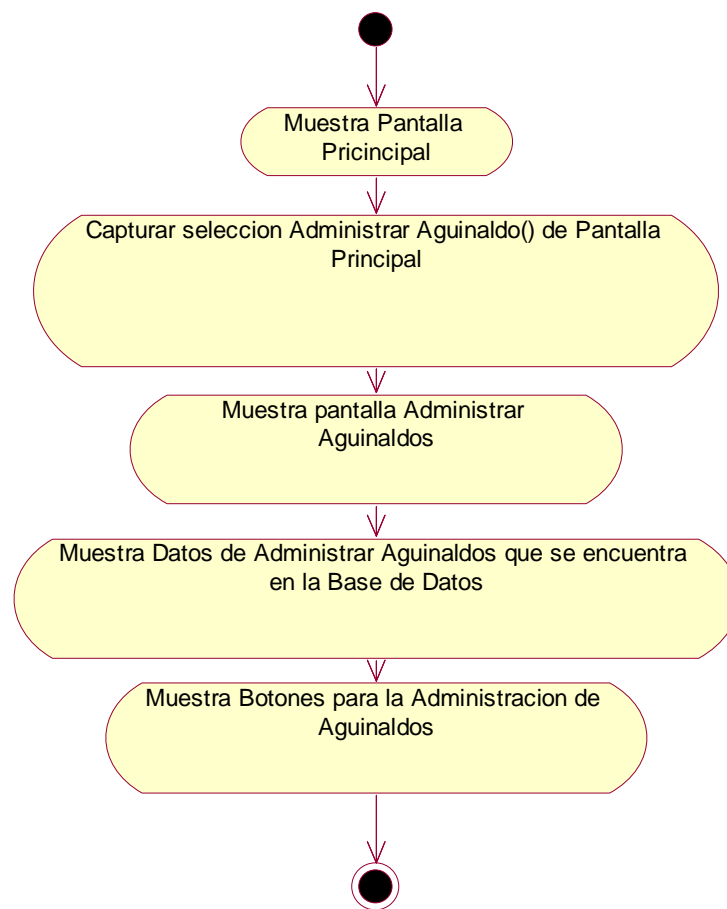 Muestra Pantalla
Pricincipal
Capturar seleccion Administrar Aguinaldo() de Pantalla
Principal
Muestra pantalla Administrar
Aguinaldos
Muestra Datos de Administrar Aguinaldos que se encuentra
en la Base de Datos
Muestra Botones para la Administracion de
Aguinaldos